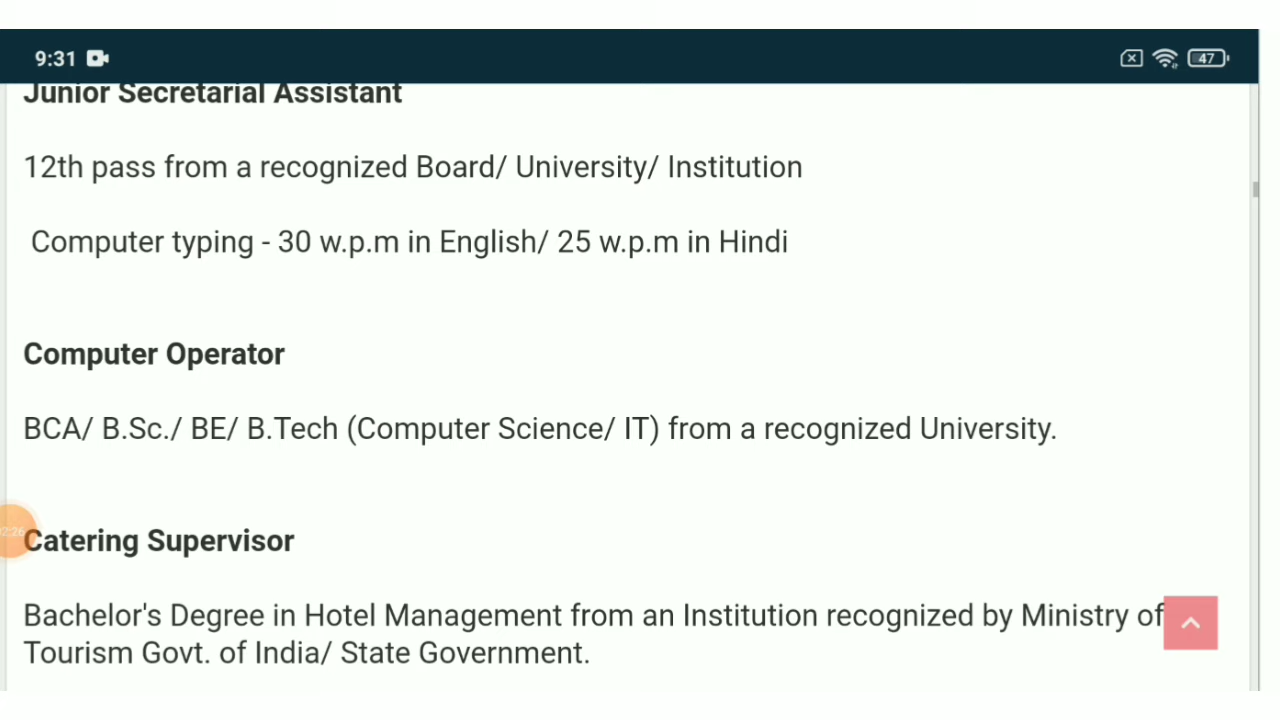 9:31
47
Junior Secretarial Assistant
12th pass from a recognized Board/ University/ Institution
Computer typing - 30 w.p.m in English/ 25 w.p.m in Hindi
Computer Operator
BCA/ B.Sc./ BE/ B.Tech (Computer Science/ IT) from a recognized University.
02:26
Catering Supervisor
Bachelor's Degree in Hotel Management from an Institution recognized by Ministry of
Tourism Govt. of India/ State Government.